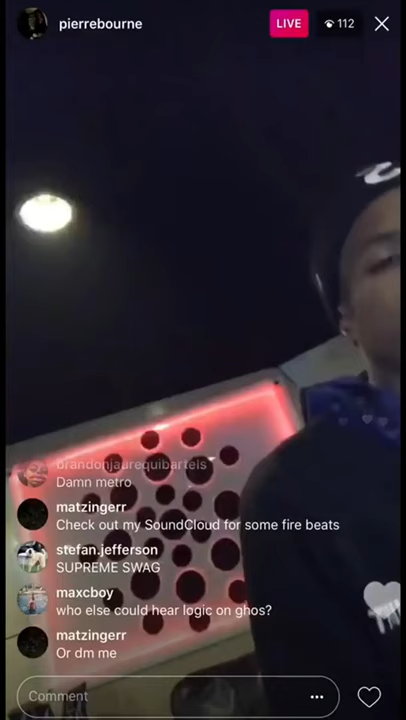 pierrebourne
LIVE
112
brandonjaurequibartels
Damn metro
matzingerr
Check out my SoundCloud for some fire beats
stefan.jefferson
SUPREME SWAG
maxcboy
who else could hear logic on ghos?
matzingerr
Or dm me
Comment